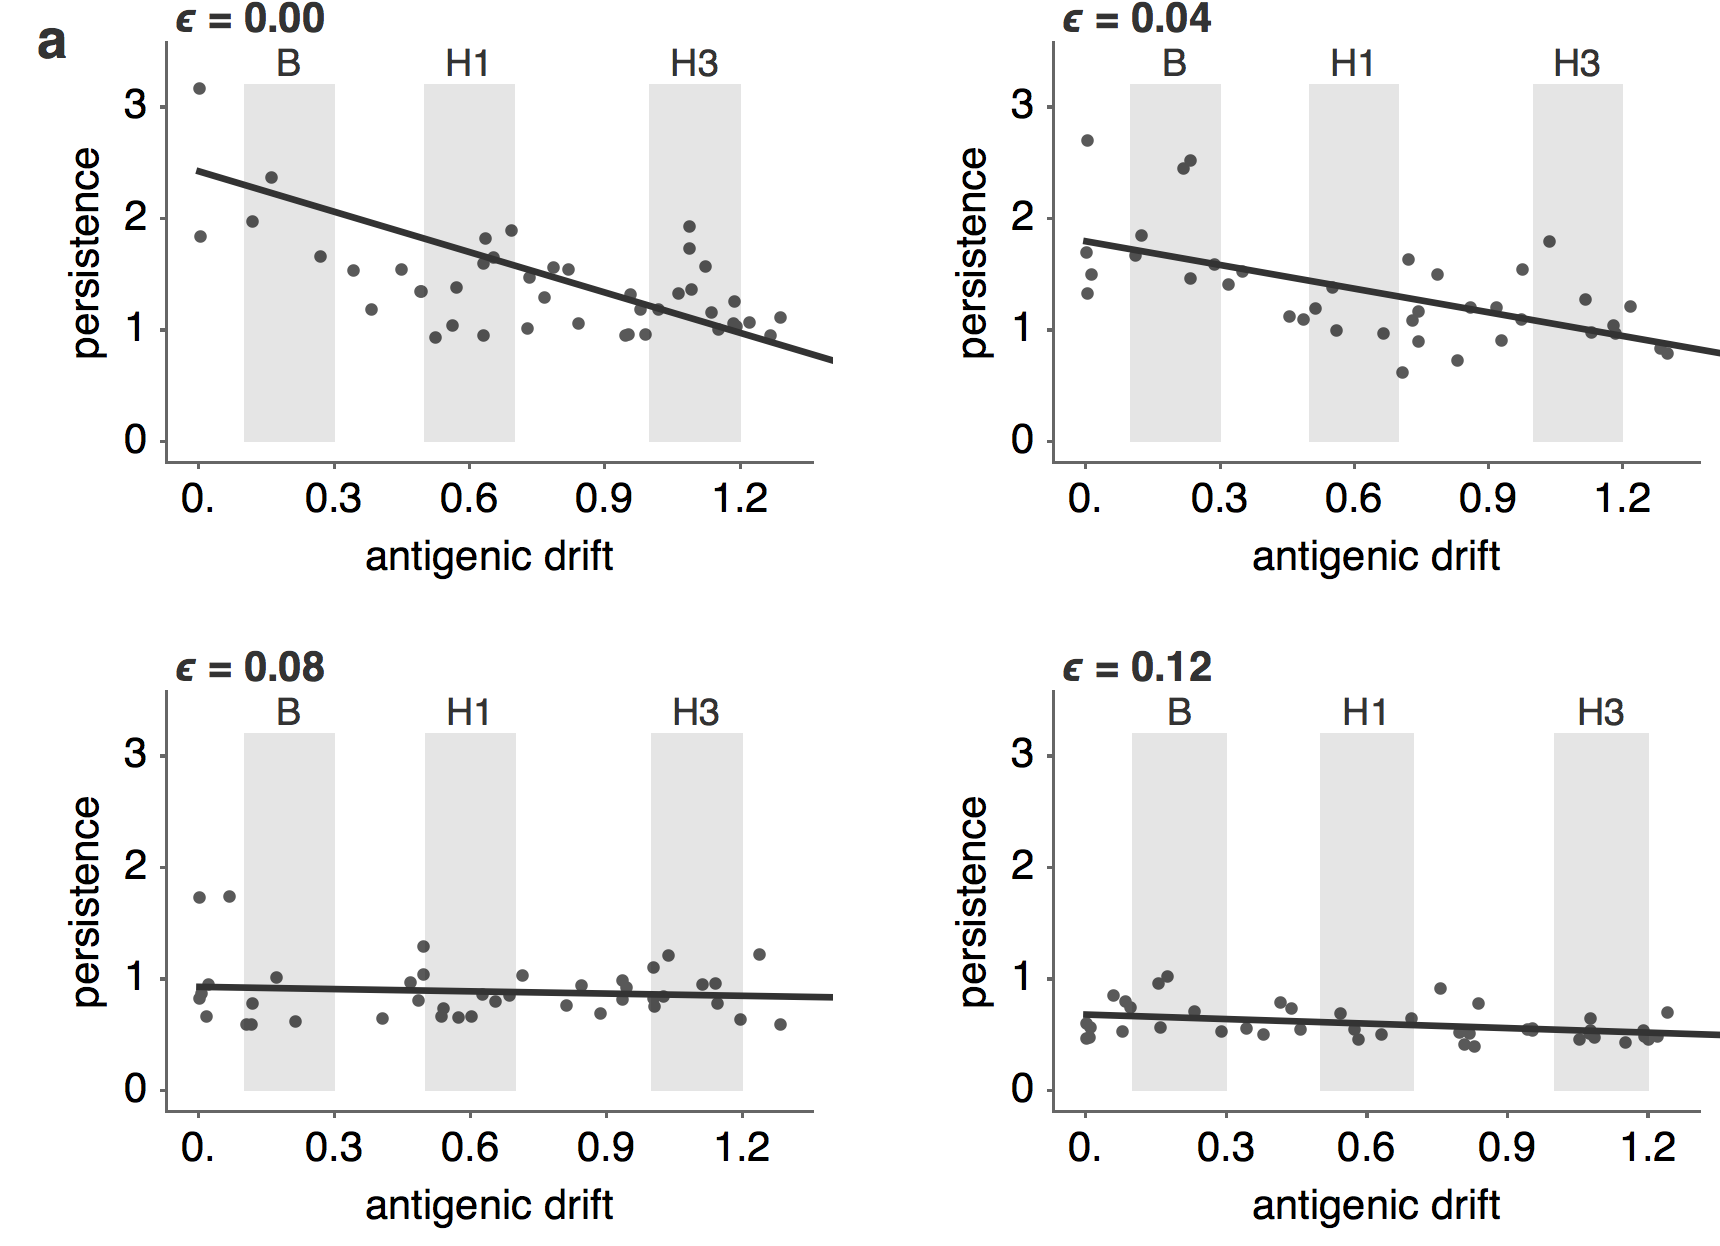 a
ϵ = 0.00
B H1 H3
3
2
1
0
persistence
0. 0.3 0.6 0.9 1.2
antigenic drift
ϵ = 0.04
B H1 H3
3
2
1
0
persistence
0. 0.3 0.6 0.9 1.2
antigenic drift
ϵ = 0.08
B H1 H3
3
2
1
0
persistence
0. 0.3 0.6 0.9 1.2
antigenic drift
ϵ = 0.12
B H1 H3
3
2
1
0
persistence
0. 0.3 0.6 0.9 1.2
antigenic drift